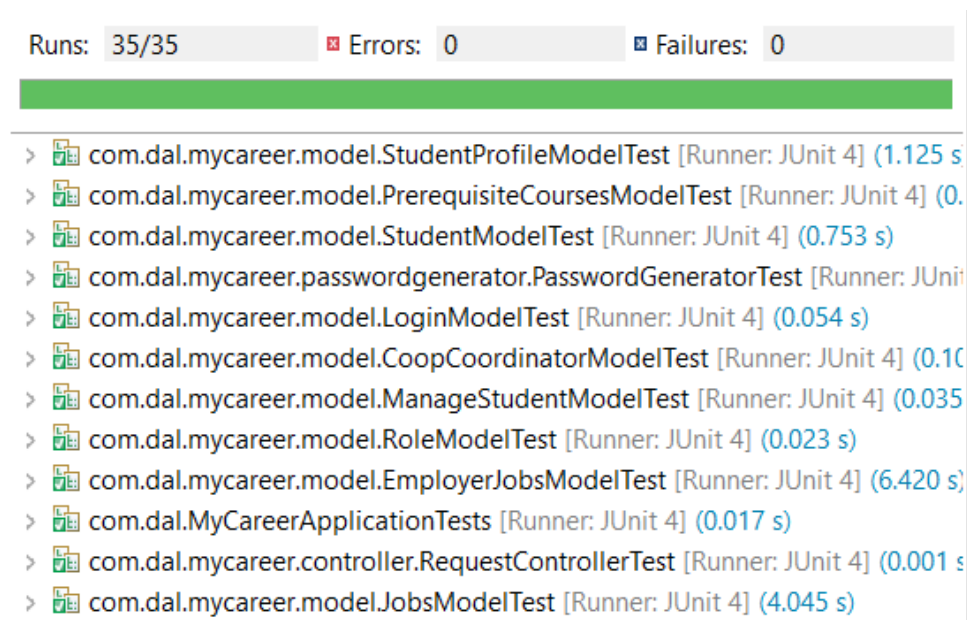 Runs: 35/35 Errors: 0 Failures: 0
com.dal.mycareer.model.StudentProfileModelTest [Runner: JUnit 4] (1.125 s)
com.dal.mycareer.model.PrerequisiteCoursesModelTest [Runner: JUnit 4] (0.
com.dal.mycareer.model.StudentModelTest [Runner: JUnit 4] (0.753 s)
com.dal.mycareer.passwordgenerator.PasswordGeneratorTest [Runner: JUnit
com.dal.mycareer.model.LoginModelTest [Runner: JUnit 4] (0.054 s)
com.dal.mycareer.model.CoopCoordinatorModelTest [Runner: JUnit 4] (0.10
com.dal.mycareer.model.ManageStudentModelTest [Runner: JUnit 4] (0.035
com.dal.mycareer.model.RoleModelTest [Runner: JUnit 4] (0.023 s)
com.dal.mycareer.model.EmployerJobsModelTest [Runner: JUnit 4] (6.420 s)
com.dal.MyCareerApplicationTests [Runner: JUnit 4] (0.017 s)
com.dal.mycareer.controller.RequestControllerTest [Runner: JUnit 4] (0.001 s
com.dal.mycareer.model.JobsModelTest [Runner: JUnit 4] (4.045 s)